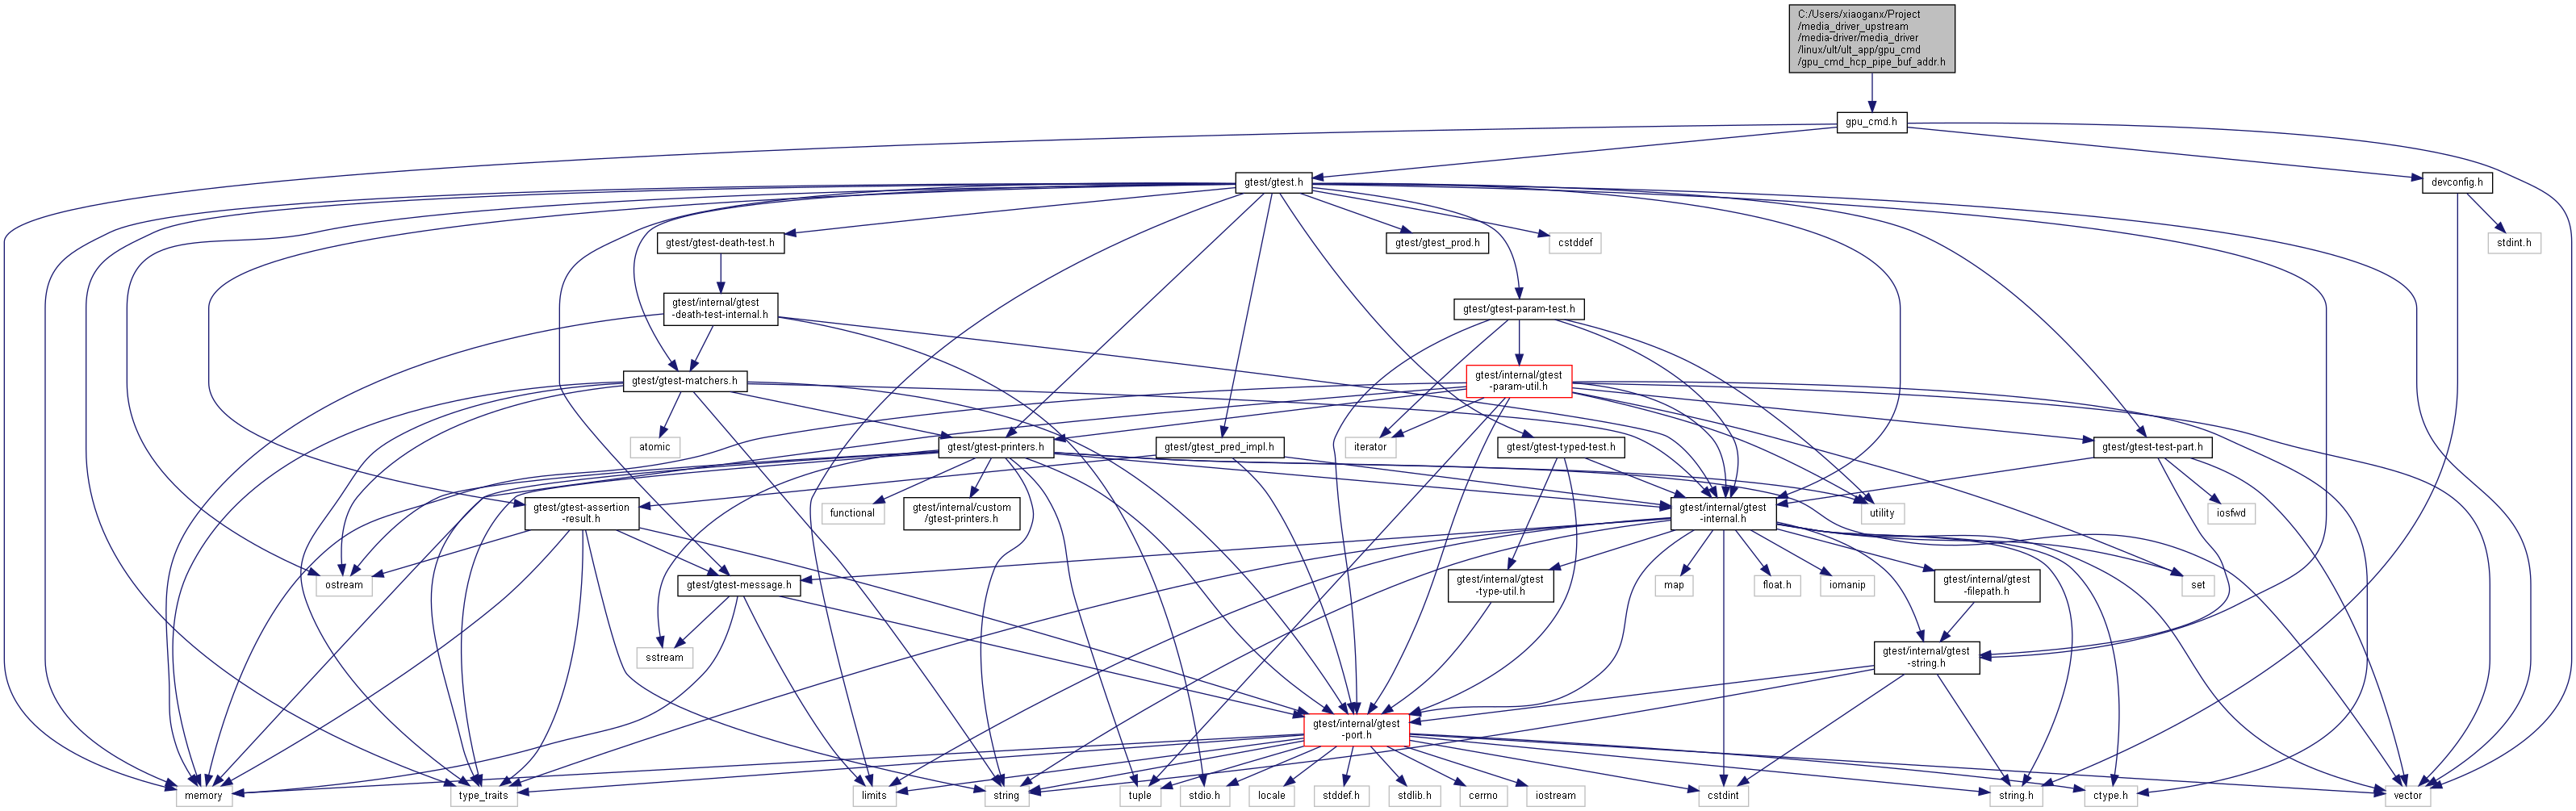 C:/Users/xiaoganx/Project
/media_driver_upstream
/media-driver/media_driver
/linux/ult/ult_app/gpu_cmd
/gpu_cmd_hcp_pipe_buf_addr.h
gpu_cmd.h
gtest/gtest.h
devconfig.h
gtest/gtest-death-test.h
gtest/gtest_prod.h
cstddef
stdint.h
gtest/internal/gtest
-death-test-internal.h
gtest/gtest-param-test.h
gtest/gtest-matchers.h
gtest/internal/gtest
-param-util.h
atomic
gtest/gtest-printers.h
gtest/gtest_pred_impl.h
iterator
gtest/gtest-typed-test.h
gtest/gtest-test-part.h
gtest/gtest-assertion
-result.h
functional
gtest/internal/custom
/gtest-printers.h
gtest/internal/gtest
-internal.h
utility
iosfwd
ostream
gtest/gtest-message.h
gtest/internal/gtest
-type-util.h
map
float.h
iomanip
gtest/internal/gtest
-filepath.h
set
sstream
gtest/internal/gtest
-string.h
gtest/internal/gtest
-port.h
memory
type_traits
limits
string
tuple
stdio.h
locale
stddef.h
stdlib.h
cerrno
iostream
cstdint
string.h
ctype.h
vector